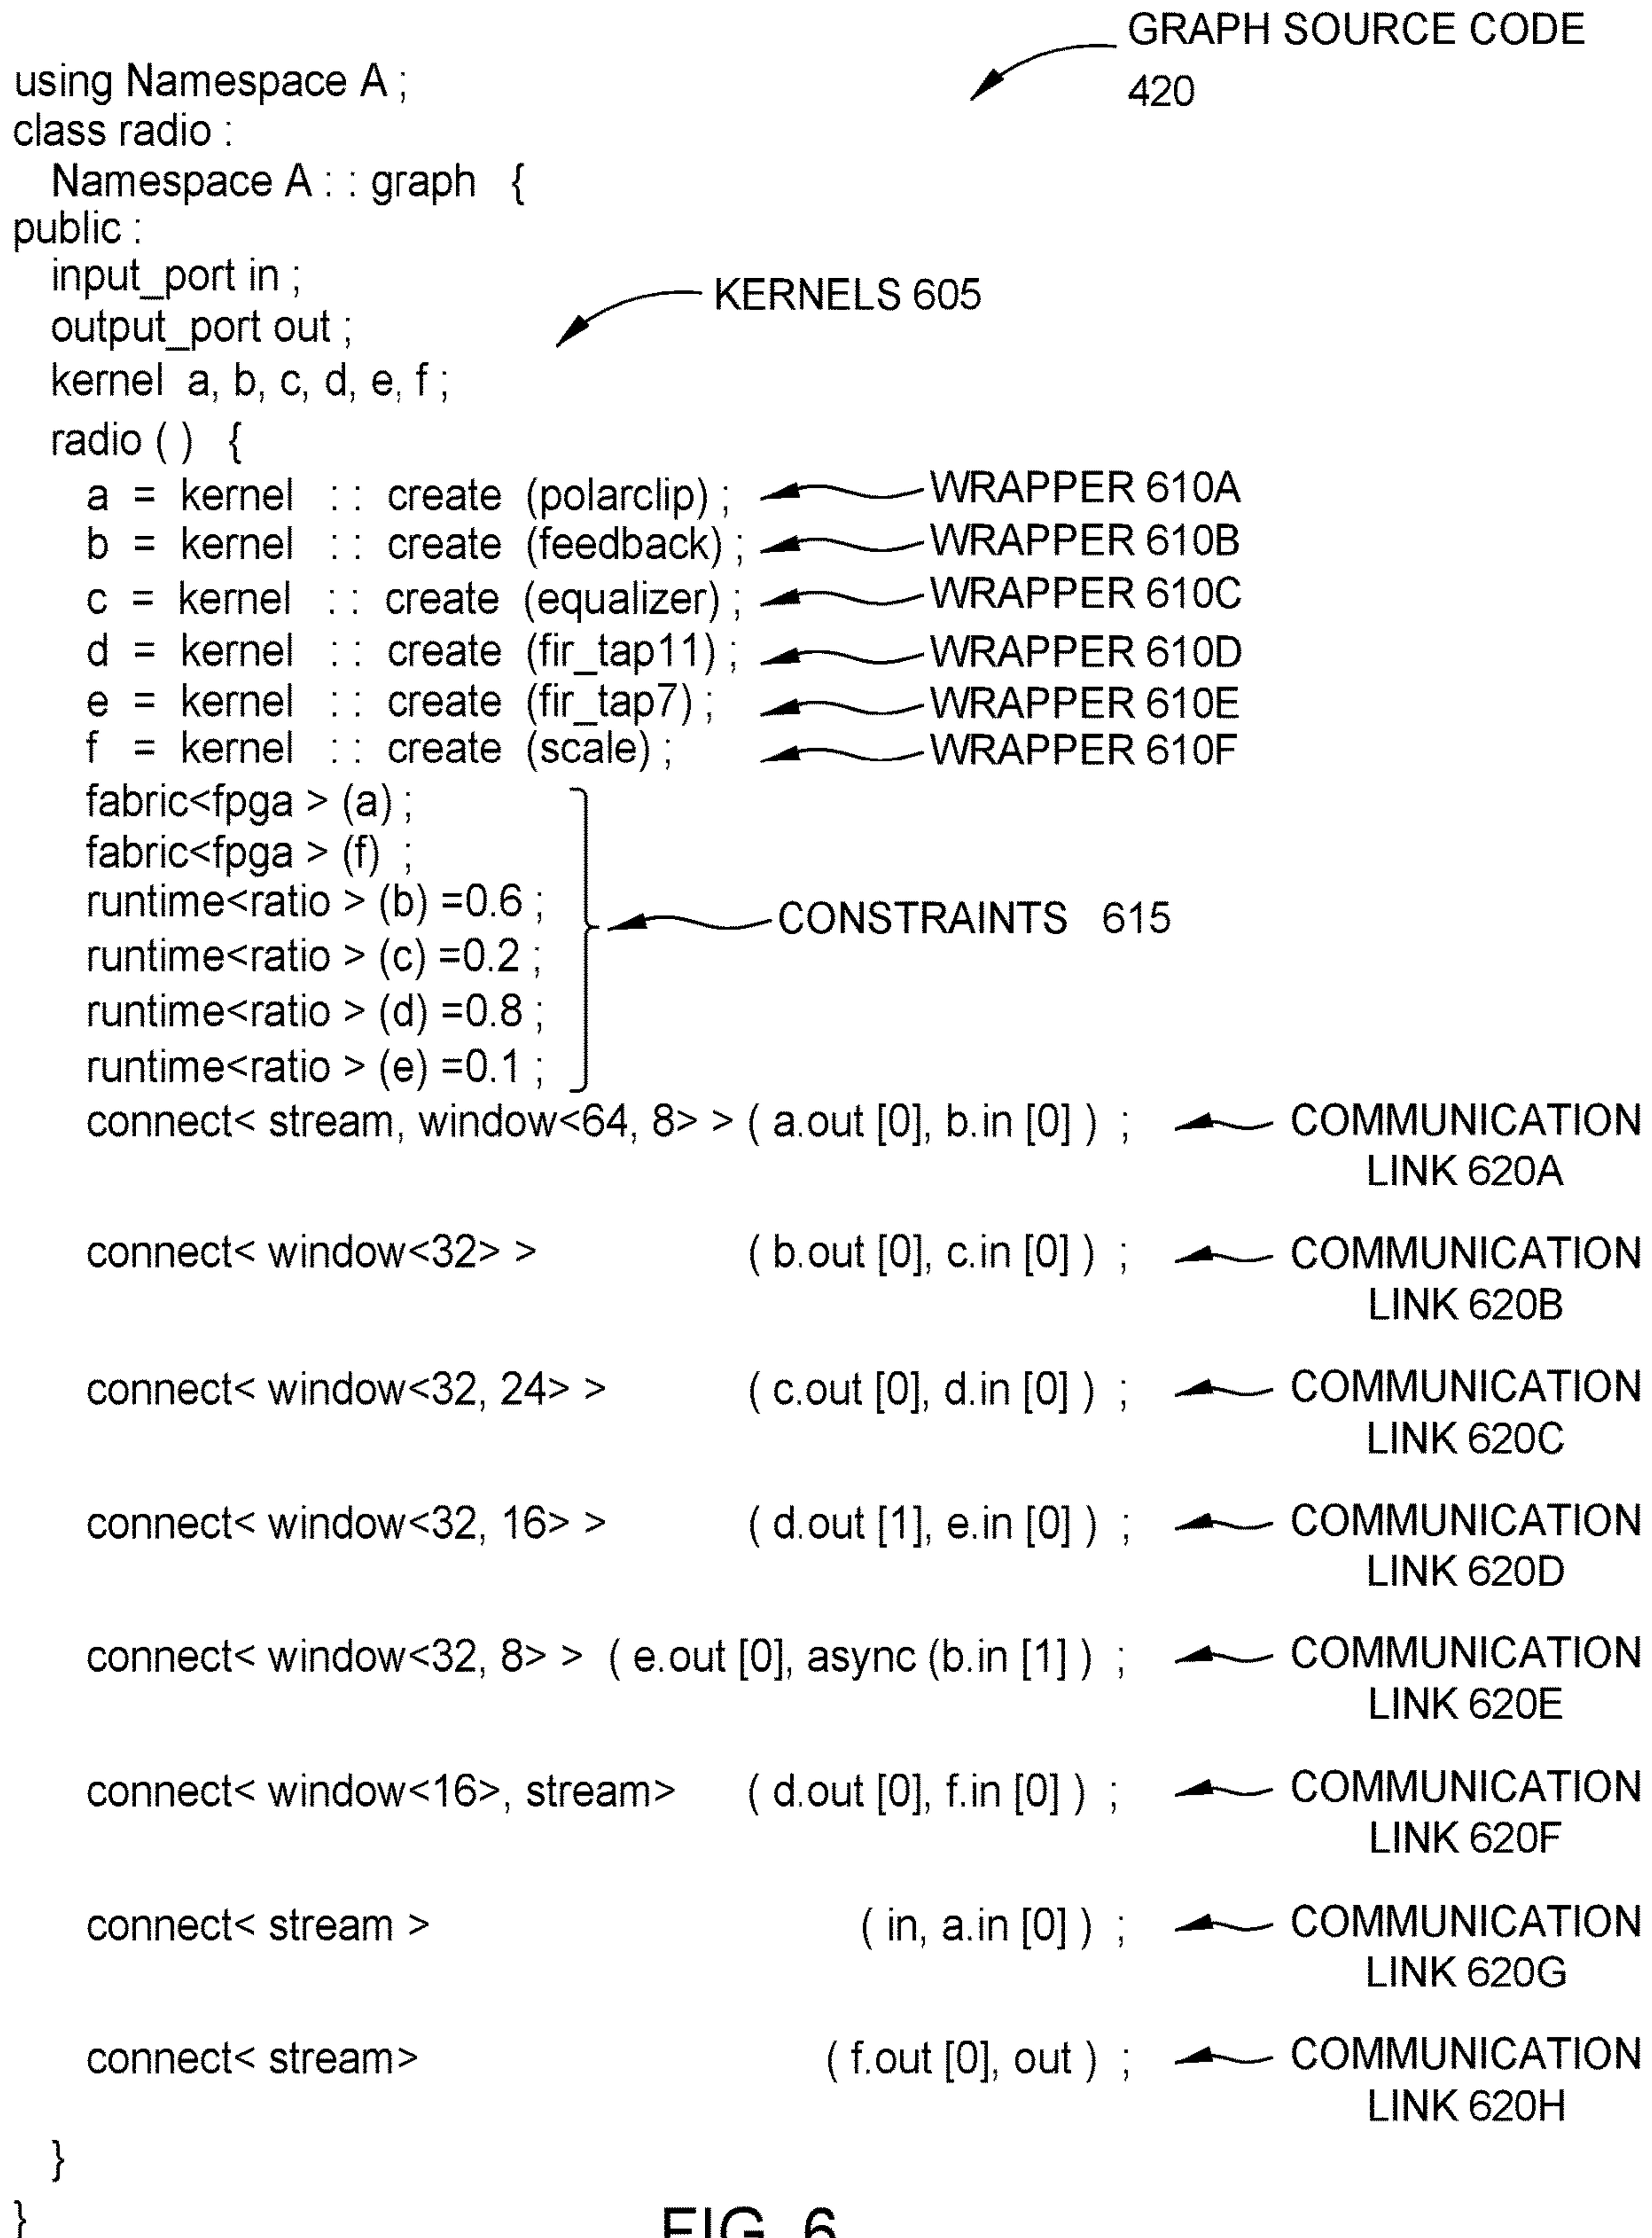 GRAPH SOURCE CODE
420
using Namespace A ;
class radio :
Namespace A : : graph {
public :
input_port in ;
output_port out ;
KERNELS 605
kernel a, b, c, d, e, f ;
radio ( ) {
a = kernel : : create (polarclip) ; WRAPPER 610A
b = kernel : : create (feedback) ; WRAPPER 610B
c = kernel : : create (equalizer) ; WRAPPER 610C
d = kernel : : create (fir_tap11) ; WRAPPER 610D
e = kernel : : create (fir_tap7) ; WRAPPER 610E
f = kernel : : create (scale) ; WRAPPER 610F
fabric<fpga > (a) ;
fabric<fpga > (f) ;
runtime<ratio > (b) =0.6 ;
runtime<ratio > (c) =0.2 ;
runtime<ratio > (d) =0.8 ;
runtime<ratio > (e) =0.1 ;
CONSTRAINTS 615
connect< stream, window<64, 8> > ( a.out [0], b.in [0] ) ; COMMUNICATION
LINK 620A
connect< window<32> > ( b.out [0], c.in [0] ) ; COMMUNICATION
LINK 620B
connect< window<32, 24> > ( c.out [0], d.in [0] ) ; COMMUNICATION
LINK 620C
connect< window<32, 16> > ( d.out [1], e.in [0] ) ; COMMUNICATION
LINK 620D
connect< window<32, 8> > ( e.out [0], async (b.in [1] ) ; COMMUNICATION
LINK 620E
connect< window<16>, stream> ( d.out [0], f.in [0] ) ; COMMUNICATION
LINK 620F
connect< stream > ( in, a.in [0] ) ; COMMUNICATION
LINK 620G
connect< stream> ( f.out [0], out ) ; COMMUNICATION
LINK 620H
}
}
FIG. 6